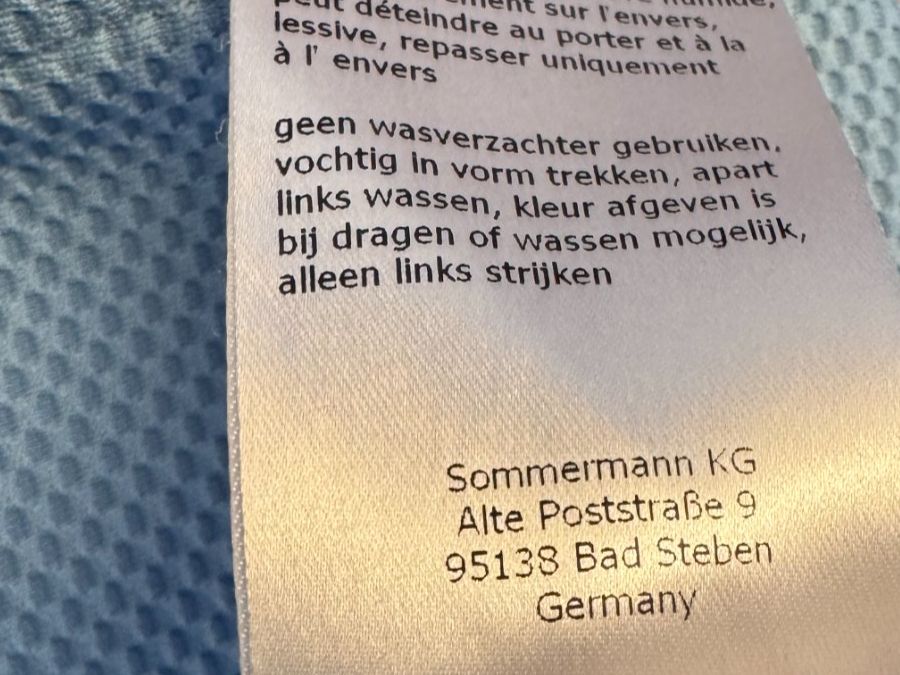 sur l'envers,
peut déteindre au porter et à la
lessive, repasser uniquement
à l' envers
geen wasverzachter gebruiken,
vochtig in vorm trekken, apart
links wassen, kleur afgeven is
bij dragen of wassen mogelijk,
alleen links strijken
Sommermann KG
Alte Poststraße 9
95138 Bad Steben
Germany